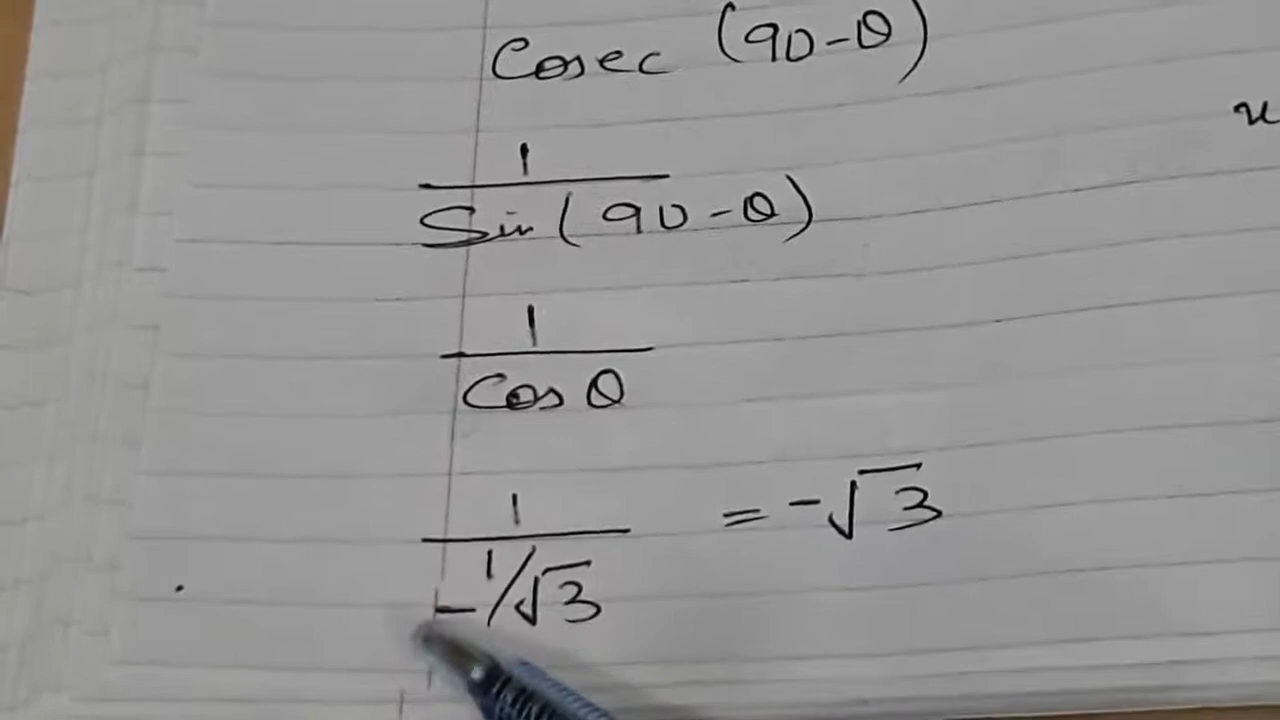 Cosec (90-θ)
x
1
Sin(90-θ)
1
Cos θ
1
-1/√3
= -√3